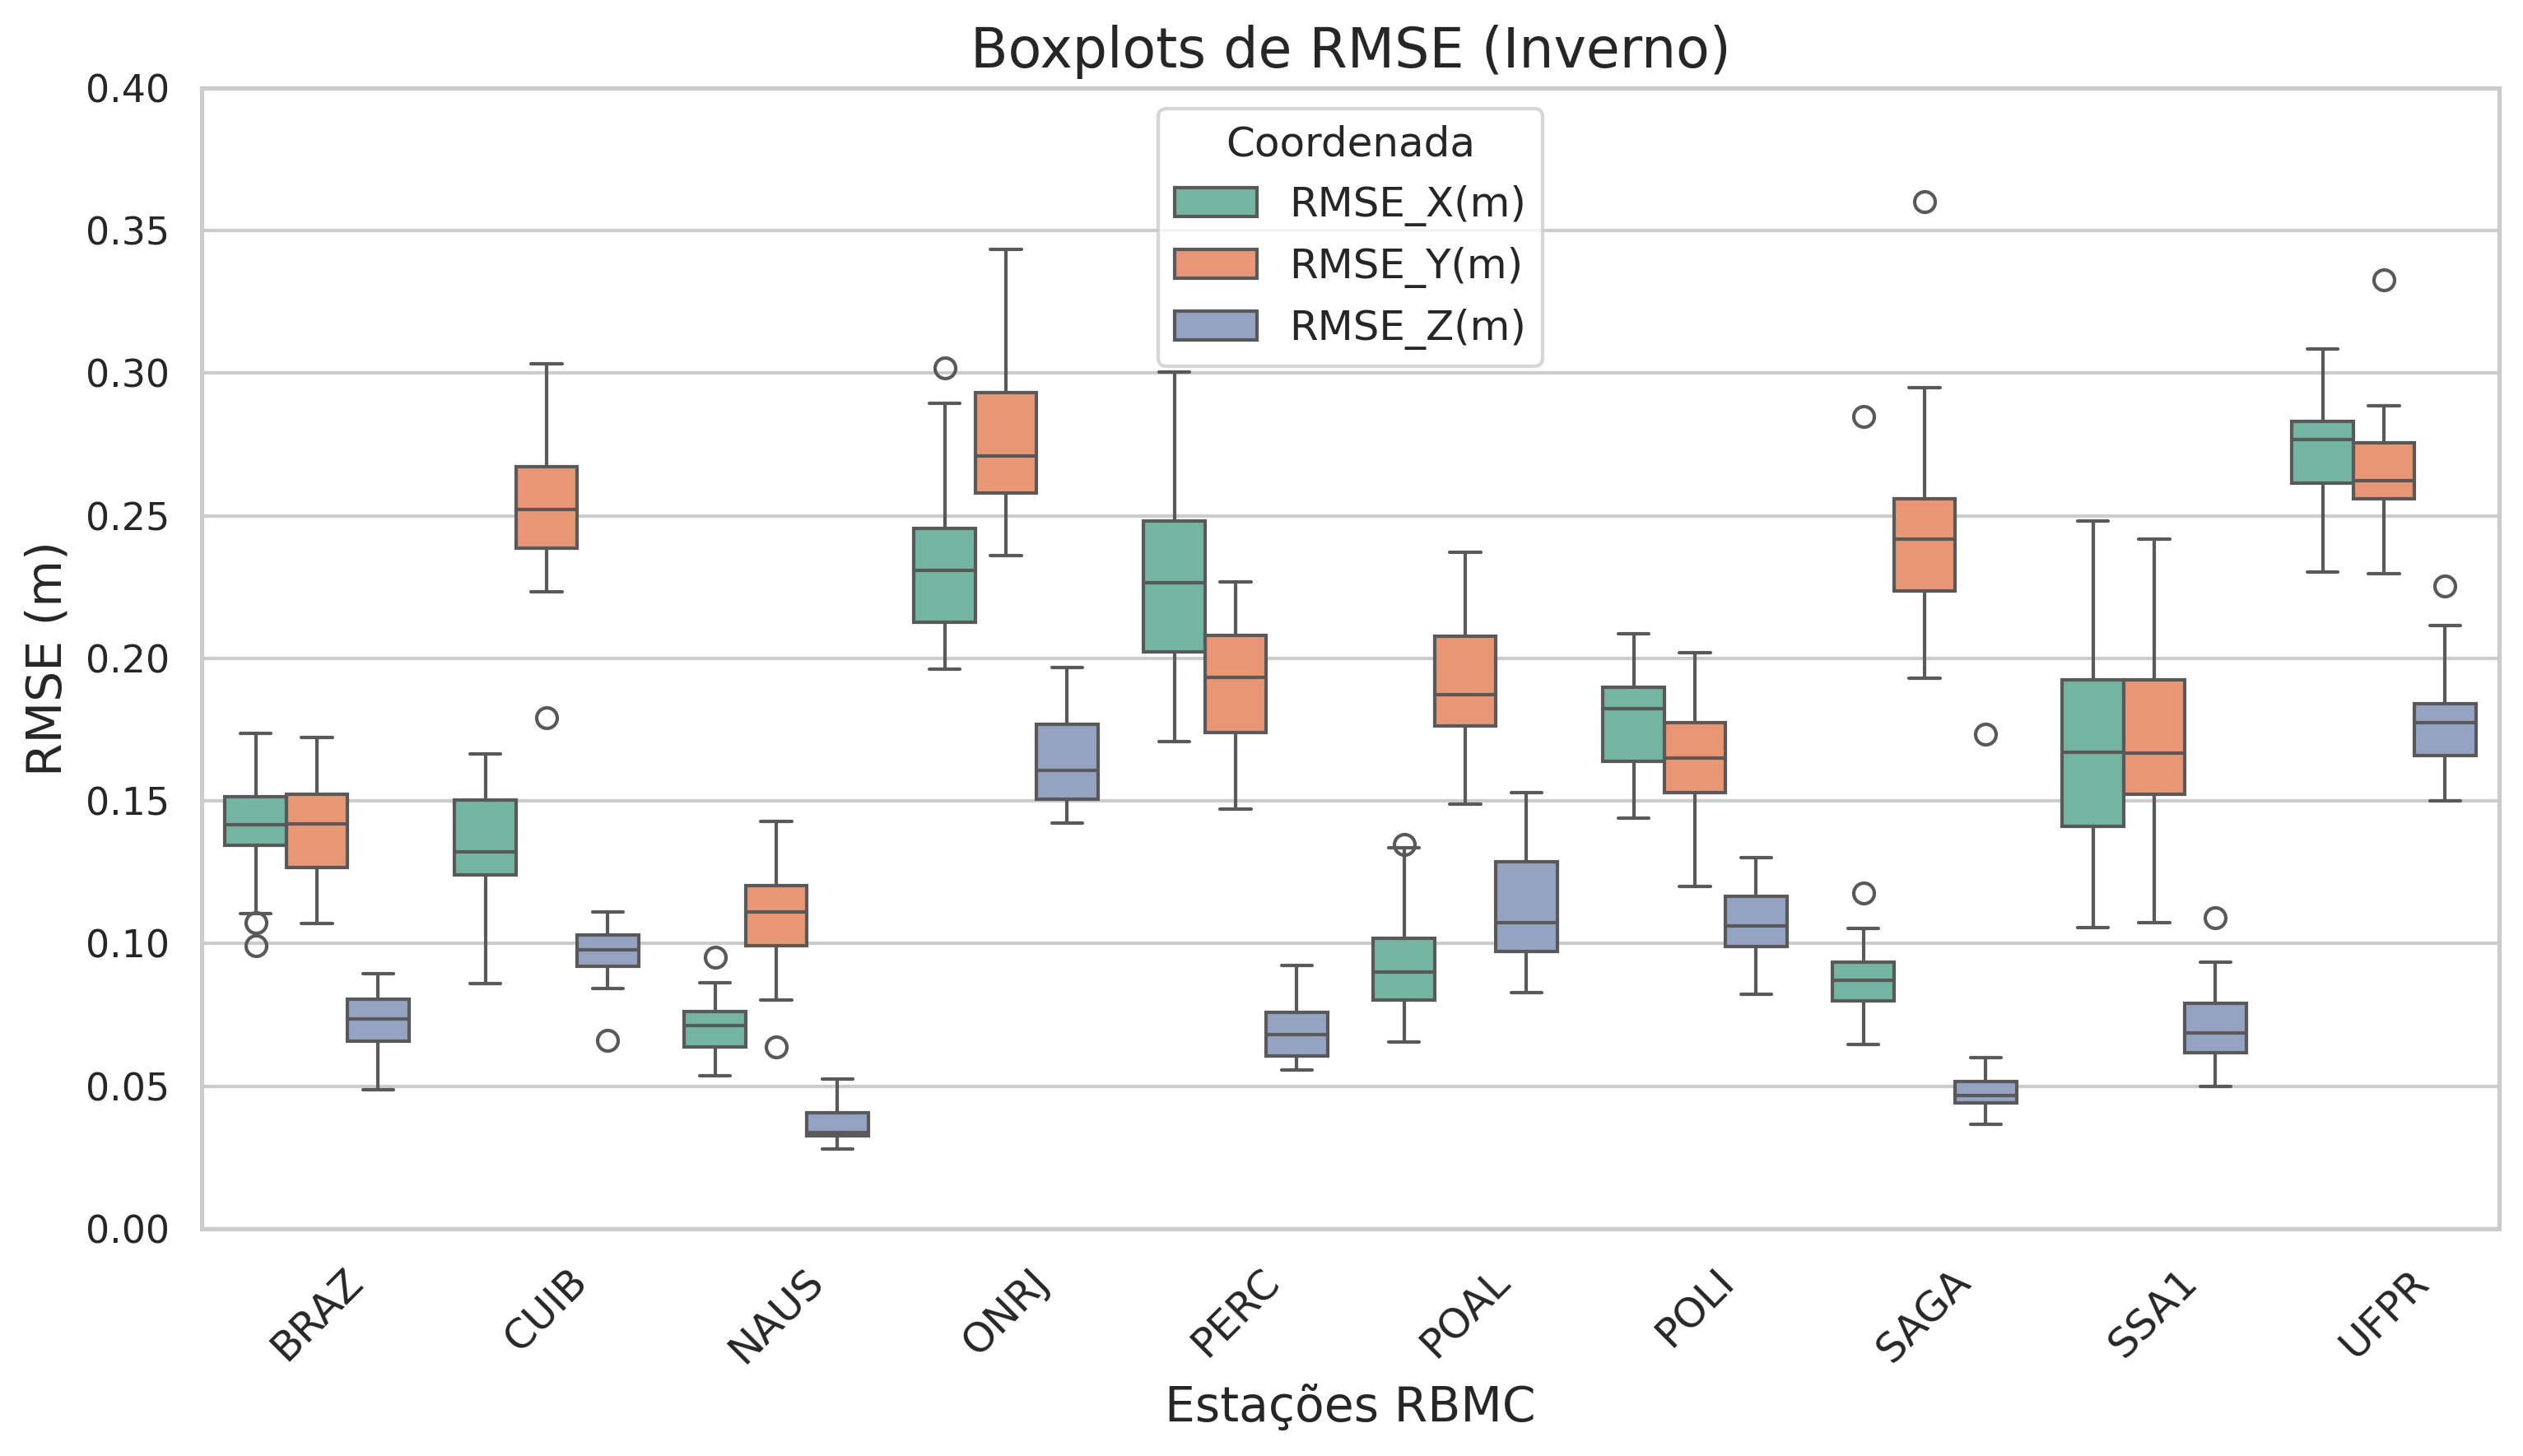 Boxplots de RMSE (Inverno)
Coordenada
RMSE_X(m)
RMSE_Y(m)
RMSE_Z(m)
RMSE (m)
0.40
0.35
0.30
0.25
0.20
0.15
0.10
0.05
0.00
BRAZ
CUIB
NAUS
ONRJ
PERC
POAL
POLI
SAGA
SSA1
UFPR
Estações RBMC